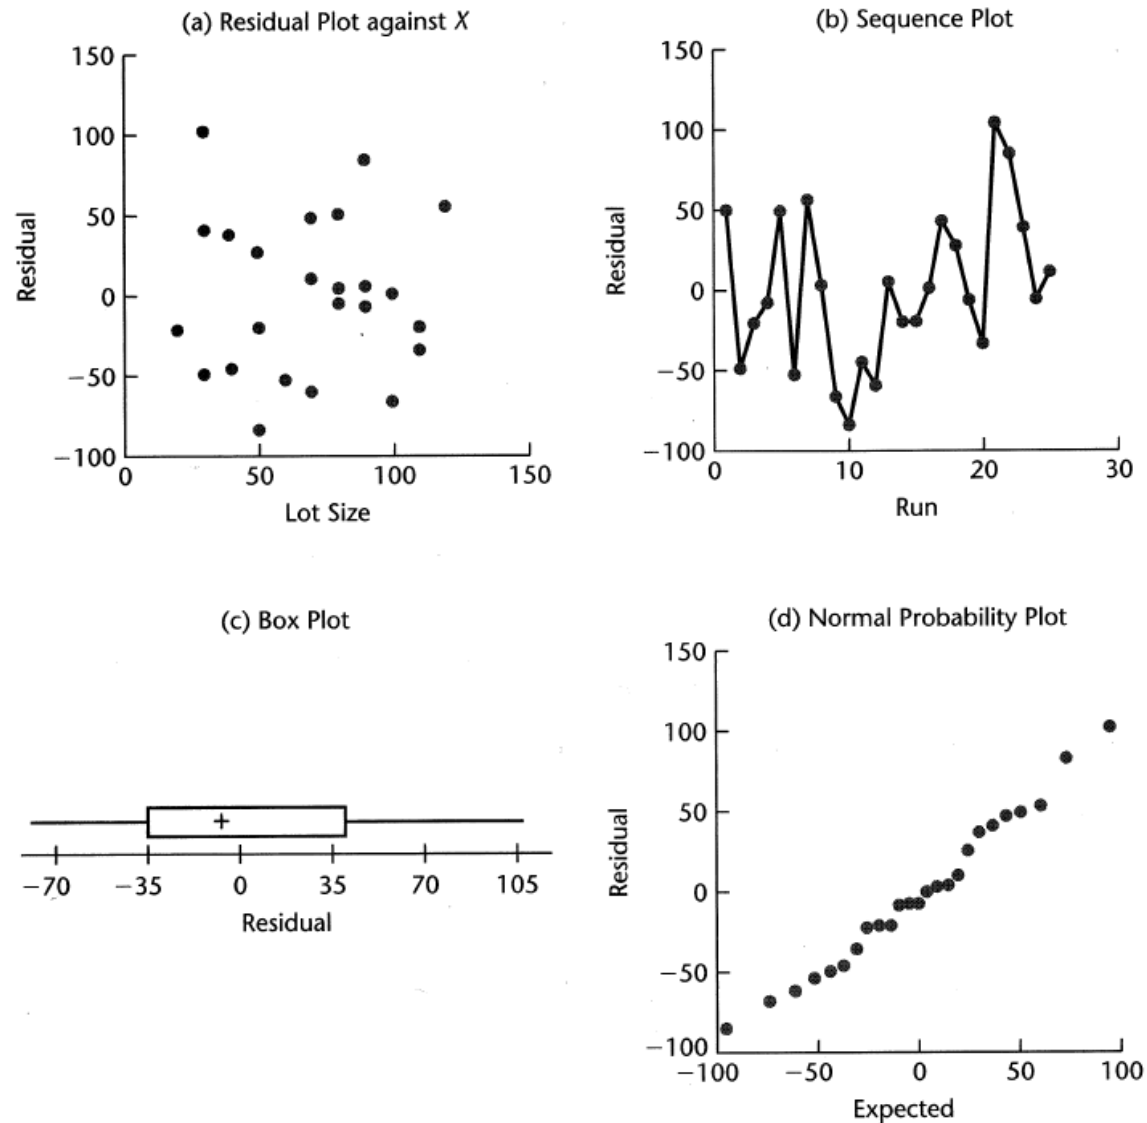 (a) Residual Plot against X
150
100
50
0
−50
−100
Residual
0 50 100 150
Lot Size
(b) Sequence Plot
150
100
50
0
−50
−100
Residual
0 10 20 30
Run
(c) Box Plot
−70 −35 0 35 70 105
Residual
(d) Normal Probability Plot
150
100
50
0
−50
−100
Residual
−100 −50 0 50 100
Expected